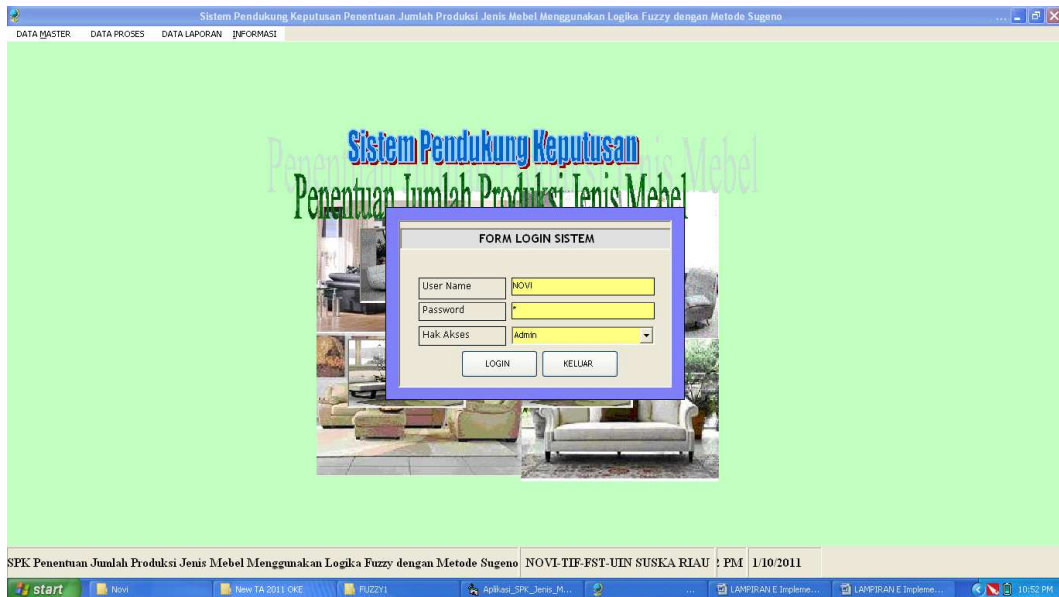 Sistem Pendukung Keputusan Penentuan Jumlah Produksi Jenis Mebel Menggunakan Logika Fuzzy dengan Metode Sugeno ...
DATA MASTER DATA PROSES DATA LAPORAN INFORMASI
Sistem Pendukung Keputusan
Penentuan Jumlah Produksi Jenis Mebel
FORM LOGIN SISTEM
User Name NOVI
Password *
Hak Akses Admin
LOGIN KELUAR
SPK Penentuan Jumlah Produksi Jenis Mebel Menggunakan Logika Fuzzy dengan Metode Sugeno NOVI-TIF-FST-UIN SUSKA RIAU PM 1/10/2011
start Novi New TA 2011 OKE FUZZY1 Aplikasi_SPK_Jenis_M... ... LAMPIRAN E Impleme... LAMPIRAN E Impleme... 10:52 PM